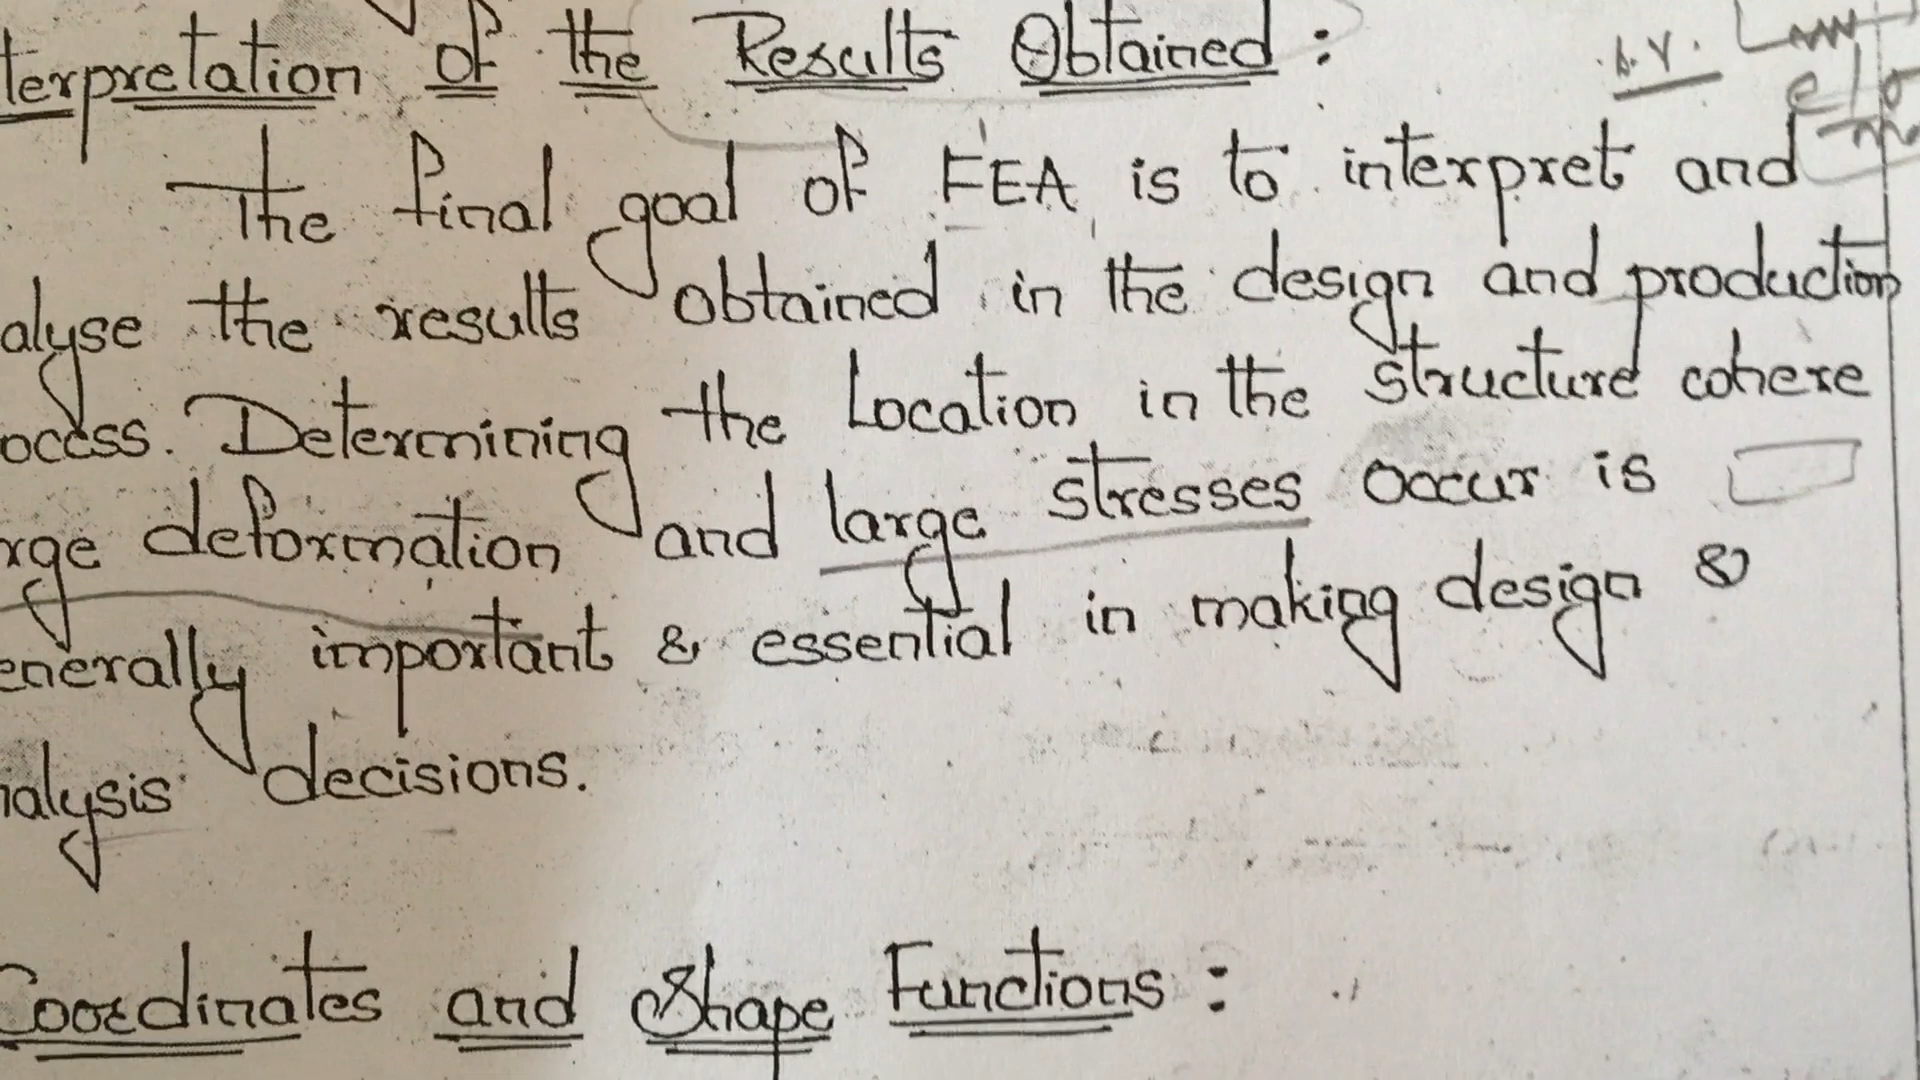 terpretation of the Results Obtained :
The final goal of FEA is to interpret and
alyse the results obtained in the design and production
ocess. Determining the Location in the structure where
rge deformation and large stresses occur is
enerally important & essential in making design &
alysis decisions.
Coordinates and Shape Functions :